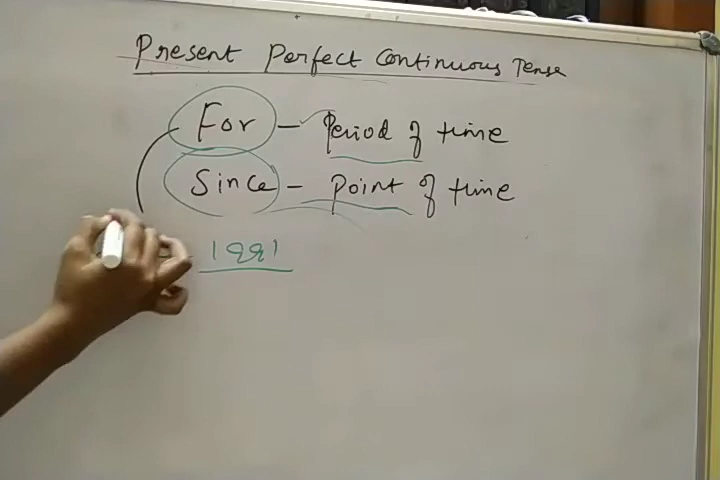 Present Perfect Continuous Tense
For – Period of time
Since – Point of time
1991